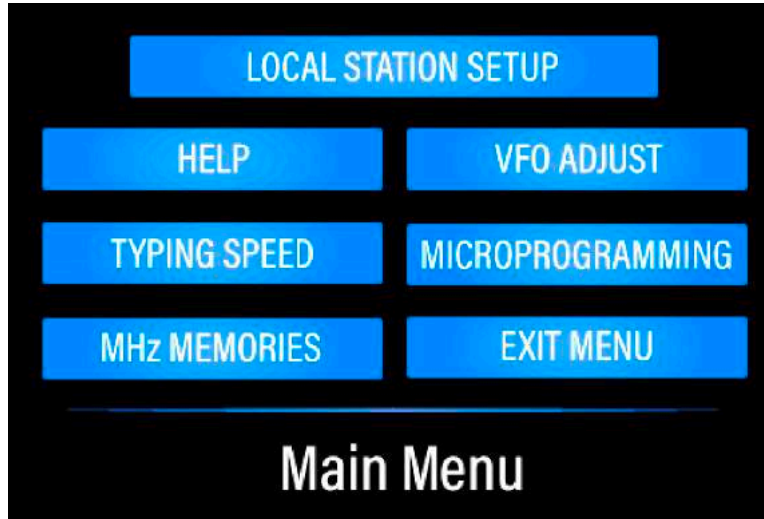 LOCAL STATION SETUP
HELP
VFO ADJUST
TYPING SPEED
MICROPROGRAMMING
MHz MEMORIES
EXIT MENU
Main Menu